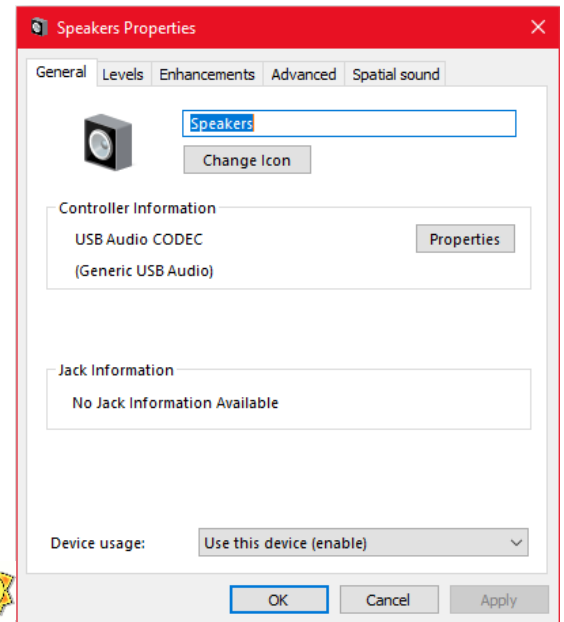 Speakers Properties
General Levels Enhancements Advanced Spatial sound
Speakers
Change Icon
Controller Information
USB Audio CODEC
Properties
(Generic USB Audio)
Jack Information
No Jack Information Available
Device usage: Use this device (enable)
OK Cancel Apply